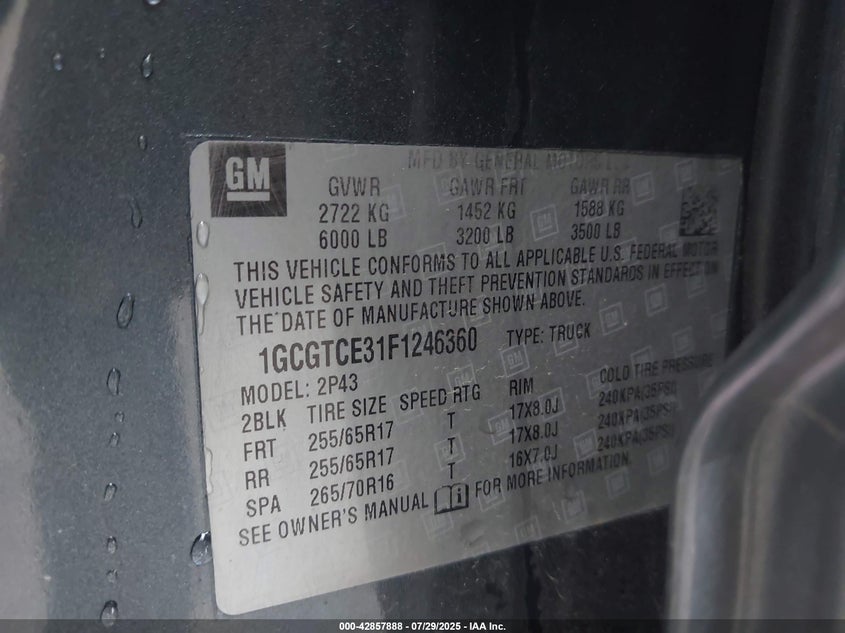 GM
MFD BY GENERAL MOTORS
GVWR GAWR FRT GAWR RR
2722 KG 1452 KG 1588 KG
6000 LB 3200 LB 3500 LB
THIS VEHICLE CONFORMS TO ALL APPLICABLE U.S. FEDERAL MOTOR
VEHICLE SAFETY AND THEFT PREVENTION STANDARDS IN EFFECT ON
THE DATE OF MANUFACTURE SHOWN ABOVE.
1GCGTCE31F1246360 TYPE: TRUCK
MODEL: 2P43
2BLK TIRE SIZE SPEED RTG RIM COLD TIRE PRESSURE
FRT 255/65R17 T 17X8.0J 240KPA(35PSI)
RR 255/65R17 T 17X8.0J 240KPA(35PSI)
SPA 265/70R16 T 16X7.0J 240KPA(35PSI)
SEE OWNER'S MANUAL FOR MORE INFORMATION.
000-42857888 | 07/29/2025 - IAA Inc.